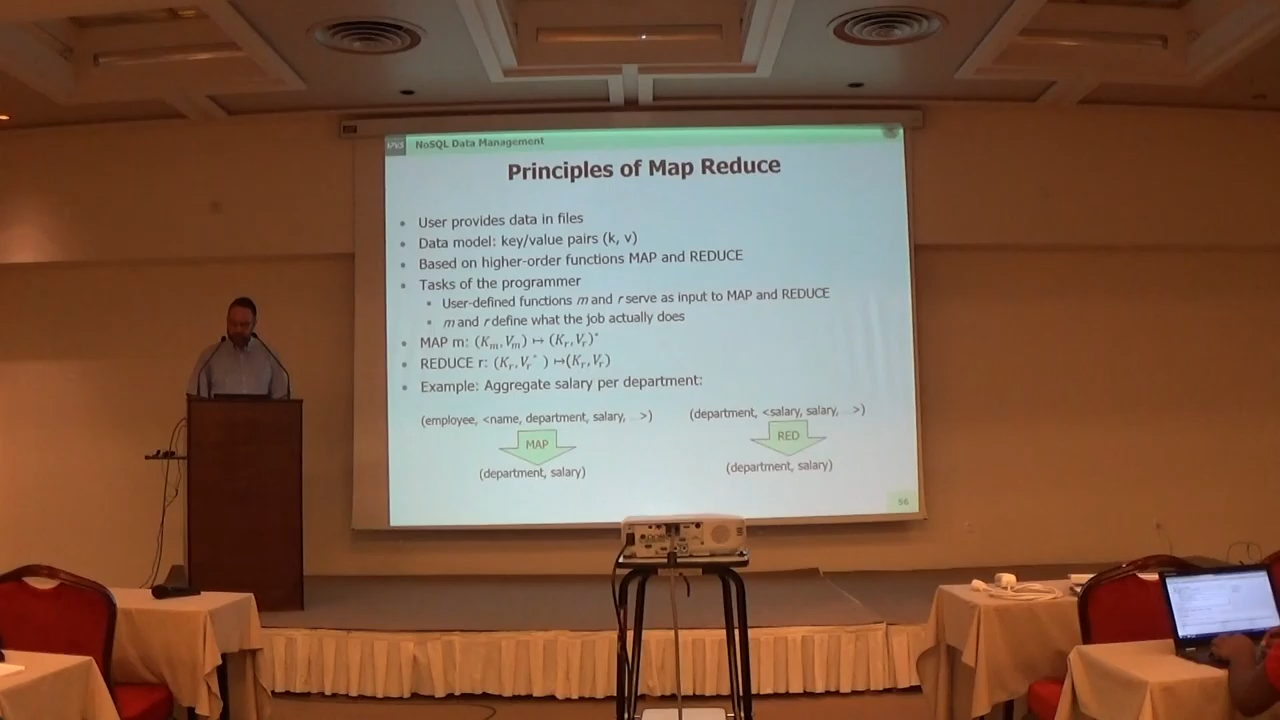 IPVS NoSQL Data Management
Principles of Map Reduce
• User provides data in files
• Data model: key/value pairs (k, v)
• Based on higher-order functions MAP and REDUCE
• Tasks of the programmer
• User-defined functions m and r serve as input to MAP and REDUCE
• m and r define what the job actually does
• MAP m: (Kₘ, Vₘ) ↦ (Kᵣ, Vᵣ)*
• REDUCE r: (Kᵣ, Vᵣ*) ↦ (Kᵣ, Vᵣ)
• Example: Aggregate salary per department:
(employee, <name, department, salary, …>) (department, <salary, salary, …>)
MAP RED
(department, salary) (department, salary)
56